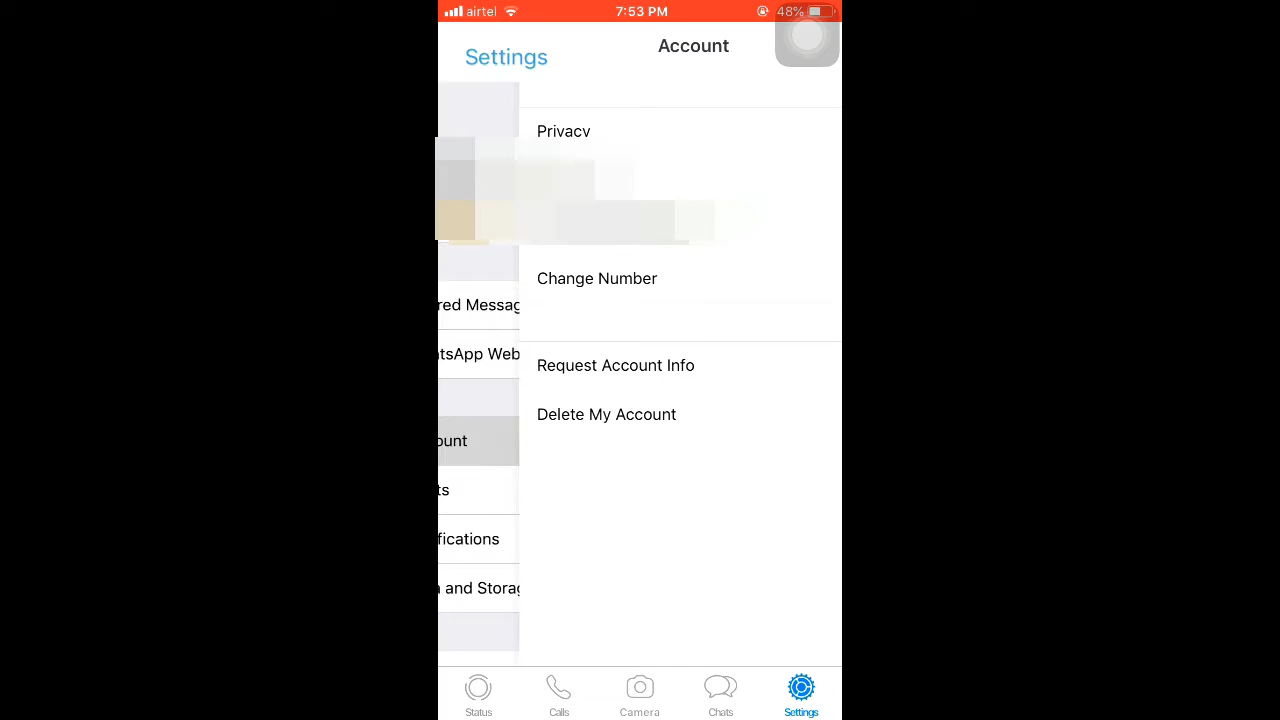 airtel 7:53 PM 48%
Settings Account
Privacy
Change Number
red Messag
tsApp Web
Request Account Info
Delete My Account
ount
ts
fications
a and Storag
Status Calls Camera Chats Settings